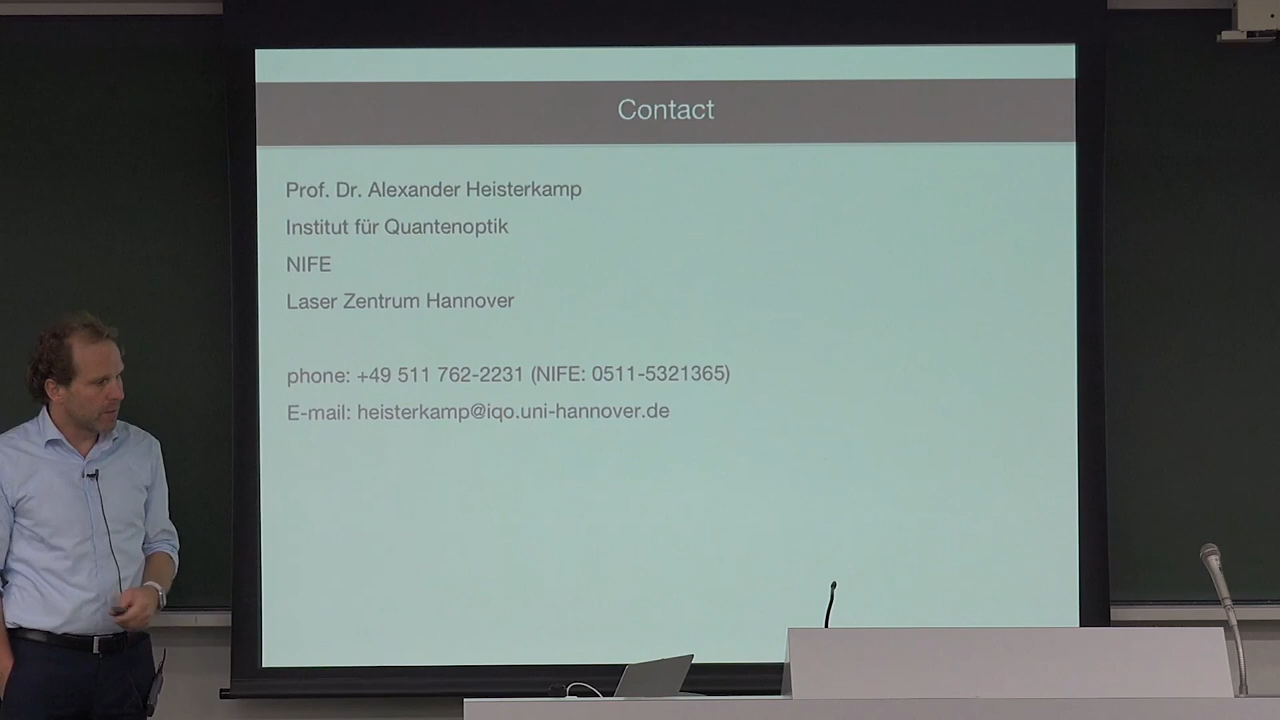 Contact
Prof. Dr. Alexander Heisterkamp
Institut für Quantenoptik
NIFE
Laser Zentrum Hannover
phone: +49 511 762-2231 (NIFE: 0511-5321365)
E-mail: heisterkamp@iqo.uni-hannover.de